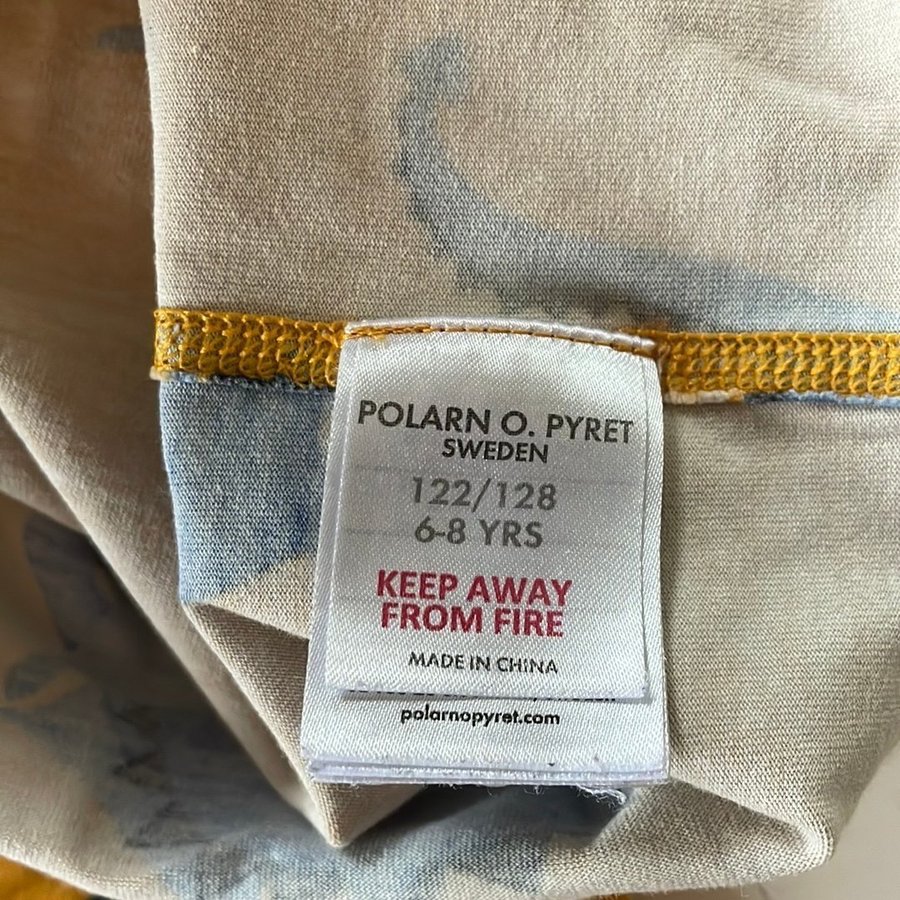 POLARN O. PYRET
SWEDEN
122/128
6-8 YRS
KEEP AWAY
FROM FIRE
MADE IN CHINA
polarnopyret.com